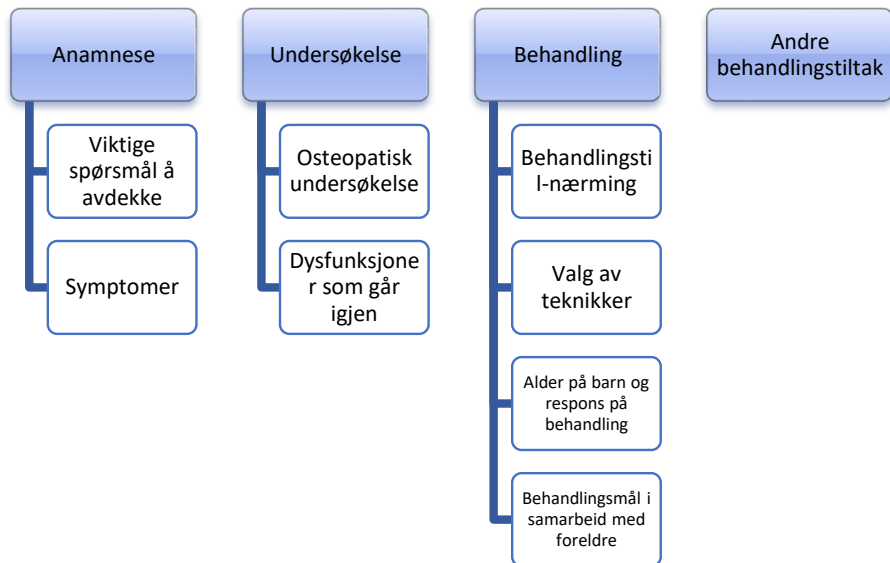 Anamnese
Viktige
spørsmål å
avdekke
Symptomer
Undersøkelse
Osteopatisk
undersøkelse
Dysfunksjone
r som går
igjen
Behandling
Behandlingsti
l-nærming
Valg av
teknikker
Alder på barn og
respons på
behandling
Behandlingsmål i
samarbeid med
foreldre
Andre
behandlingstiltak